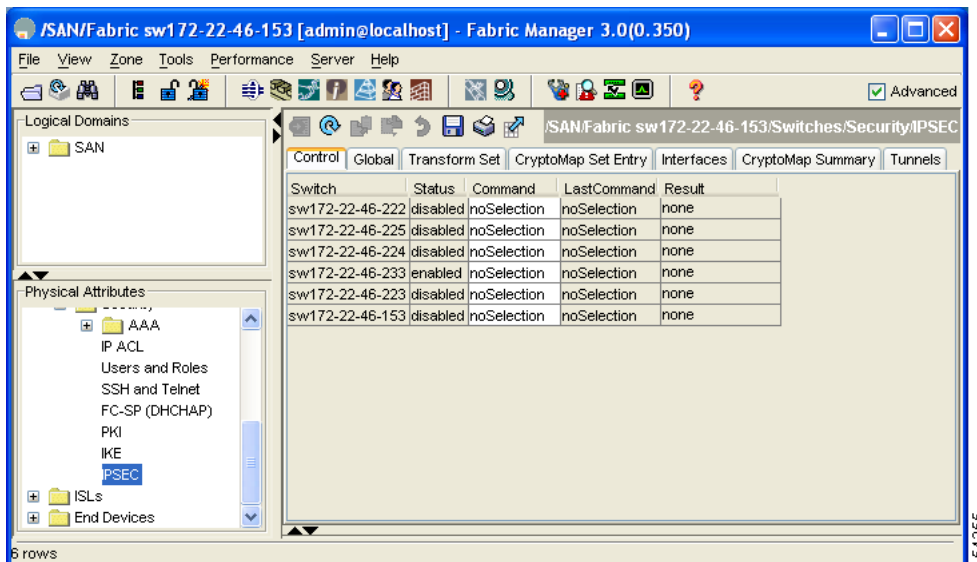 /SAN/Fabric sw172-22-46-153 [admin@localhost] - Fabric Manager 3.0(0.350)
File View Zone Tools Performance Server Help
Advanced
Logical Domains
SAN
/SAN/Fabric sw172-22-46-153/Switches/Security/IPSEC
Control Global Transform Set CryptoMap Set Entry Interfaces CryptoMap Summary Tunnels
Switch Status Command LastCommand Result
sw172-22-46-222 disabled noSelection noSelection none
sw172-22-46-225 disabled noSelection noSelection none
sw172-22-46-224 disabled noSelection noSelection none
sw172-22-46-233 enabled noSelection noSelection none
sw172-22-46-223 disabled noSelection noSelection none
sw172-22-46-153 disabled noSelection noSelection none
Physical Attributes
AAA
IP ACL
Users and Roles
SSH and Telnet
FC-SP (DHCHAP)
PKI
IKE
IPSEC
ISLs
End Devices
6 rows